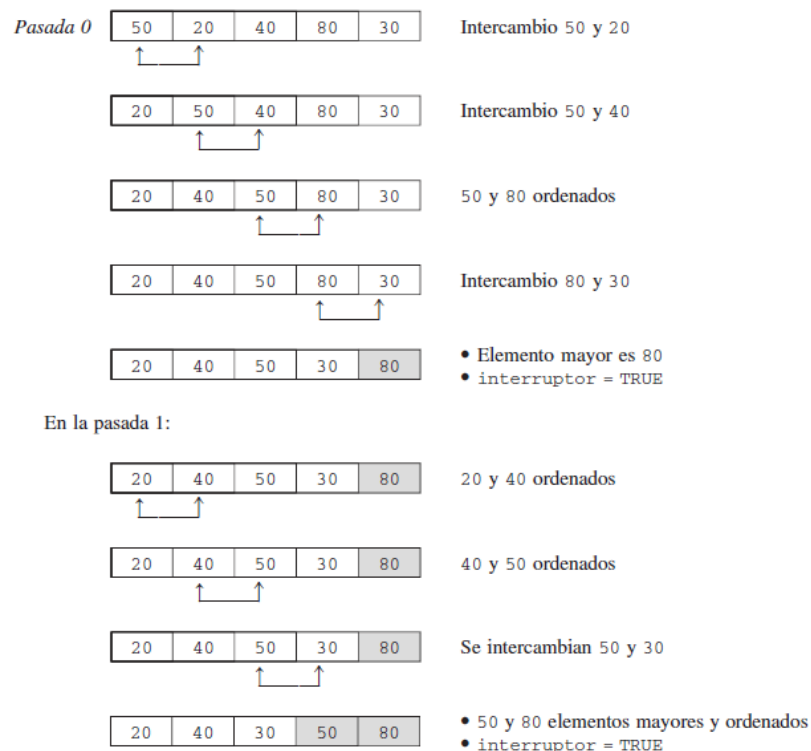 Pasada 0 50 20 40 80 30 Intercambio 50 y 20
20 50 40 80 30 Intercambio 50 y 40
20 40 50 80 30 50 y 80 ordenados
20 40 50 80 30 Intercambio 80 y 30
20 40 50 30 80 • Elemento mayor es 80
• interruptor = TRUE
En la pasada 1:
20 40 50 30 80 20 y 40 ordenados
20 40 50 30 80 40 y 50 ordenados
20 40 50 30 80 Se intercambian 50 y 30
20 40 30 50 80 • 50 y 80 elementos mayores y ordenados
• interruptor = TRUE